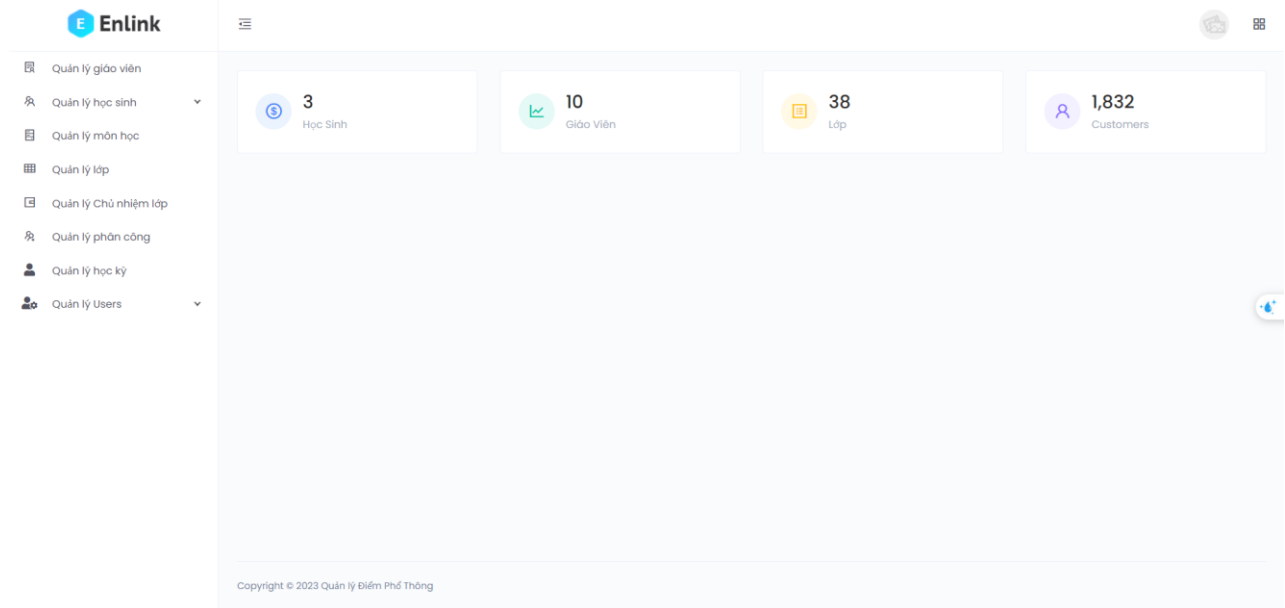 E Enlink
Quản lý giáo viên
Quản lý học sinh
Quản lý môn học
Quản lý lớp
Quản lý Chủ nhiệm lớp
Quản lý phân công
Quản lý học kỳ
Quản lý Users
3
Học Sinh
10
Giáo Viên
38
Lớp
1,832
Customers
Copyright © 2023 Quản lý Điểm Phổ Thông